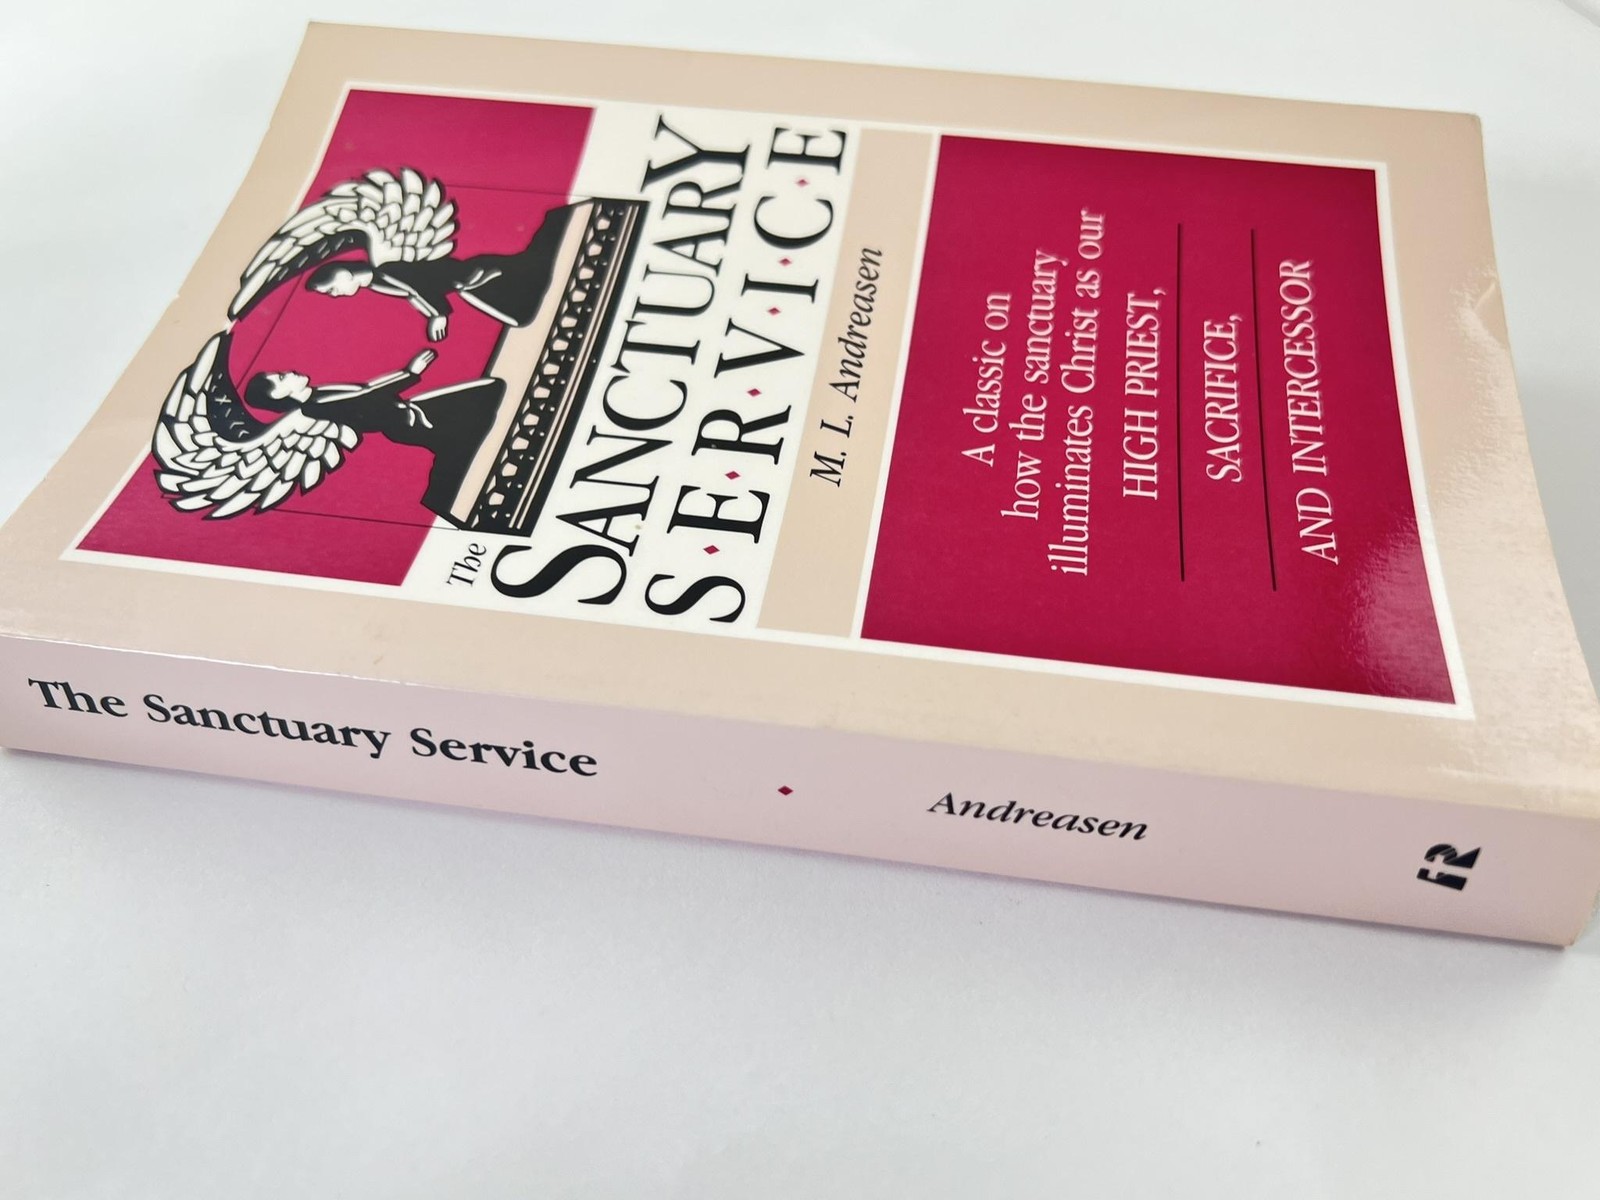 The
SANCTUARY
S·E·R·V·I·C·E
M. L. Andreasen
A classic on
how the sanctuary
illuminates Christ as our
HIGH PRIEST,
SACRIFICE,
AND INTERCESSOR
The Sanctuary Service
Andreasen